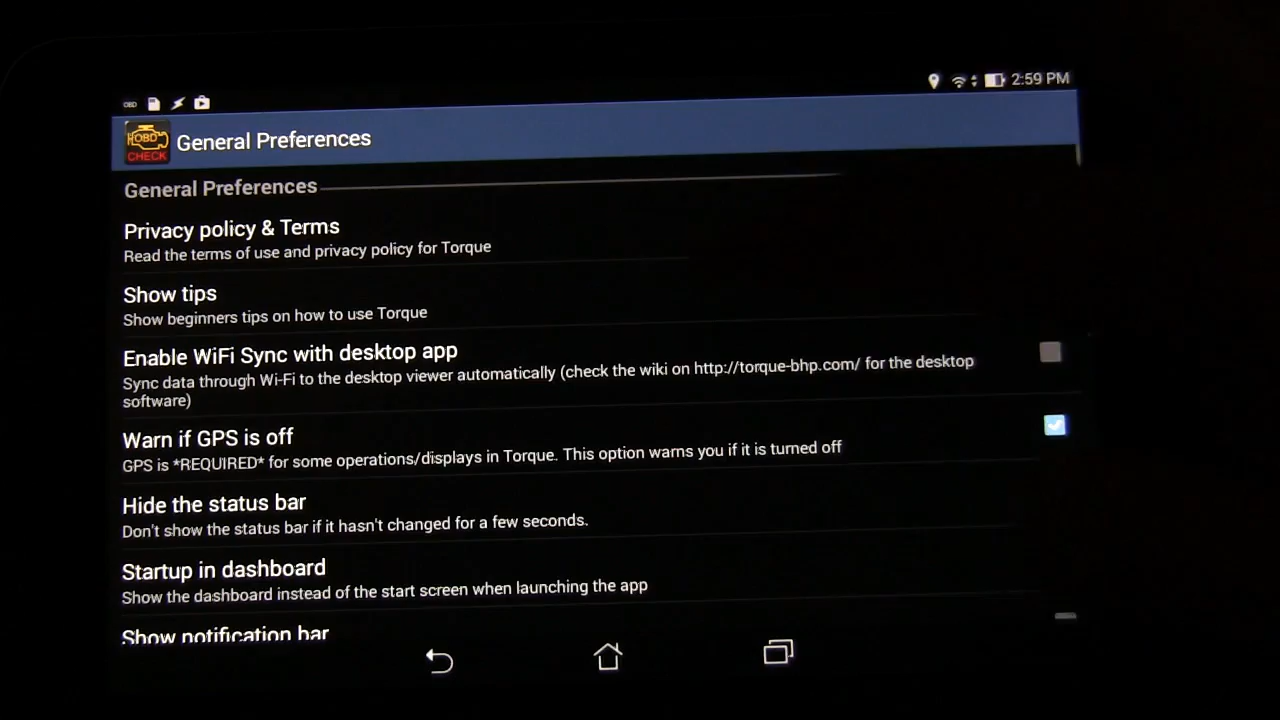 OBD
2:59 PM
OBD
CHECK
General Preferences
General Preferences
Privacy policy & Terms
Read the terms of use and privacy policy for Torque
Show tips
Show beginners tips on how to use Torque
Enable WiFi Sync with desktop app
Sync data through Wi-Fi to the desktop viewer automatically (check the wiki on http://torque-bhp.com/ for the desktop
software)
Warn if GPS is off
GPS is *REQUIRED* for some operations/displays in Torque. This option warns you if it is turned off
Hide the status bar
Don't show the status bar if it hasn't changed for a few seconds.
Startup in dashboard
Show the dashboard instead of the start screen when launching the app
Show notification bar